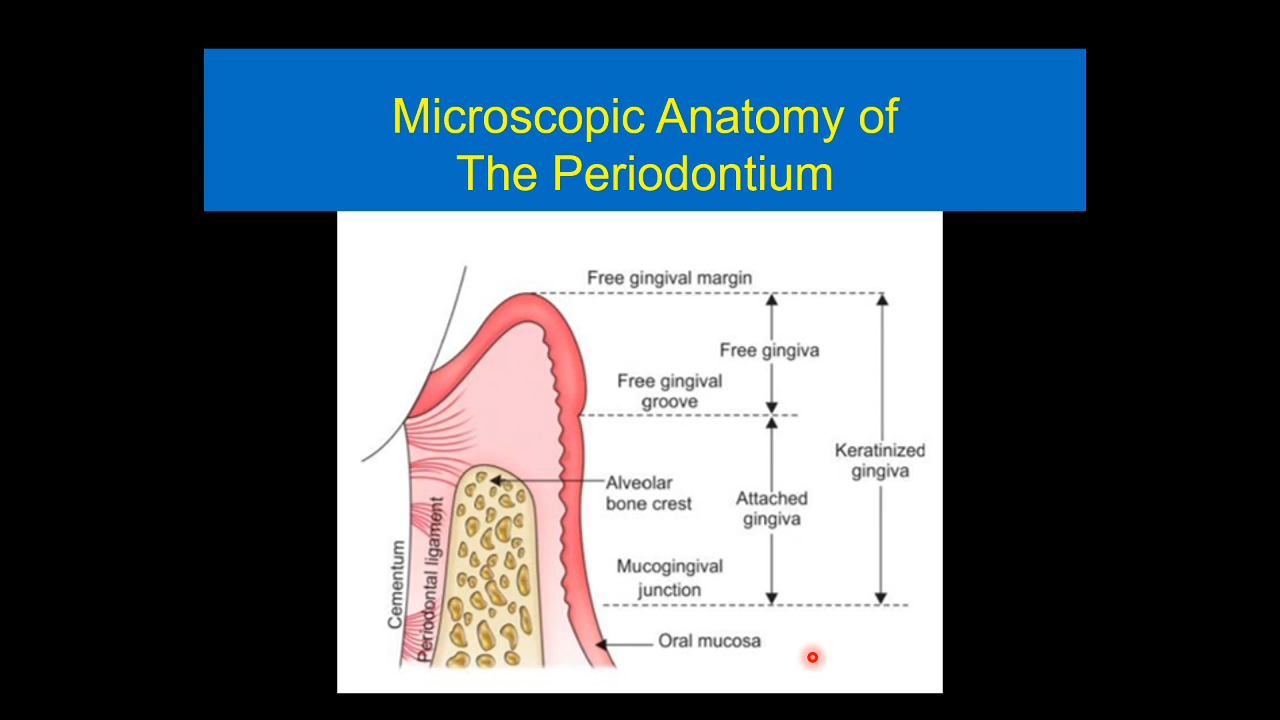 Microscopic Anatomy of
The Periodontium
Free gingival margin
Free gingiva
Free gingival
groove
Keratinized
gingiva
Alveolar
bone crest
Attached
gingiva
Mucogingival
junction
Cementum
Periodontal ligament
Oral mucosa